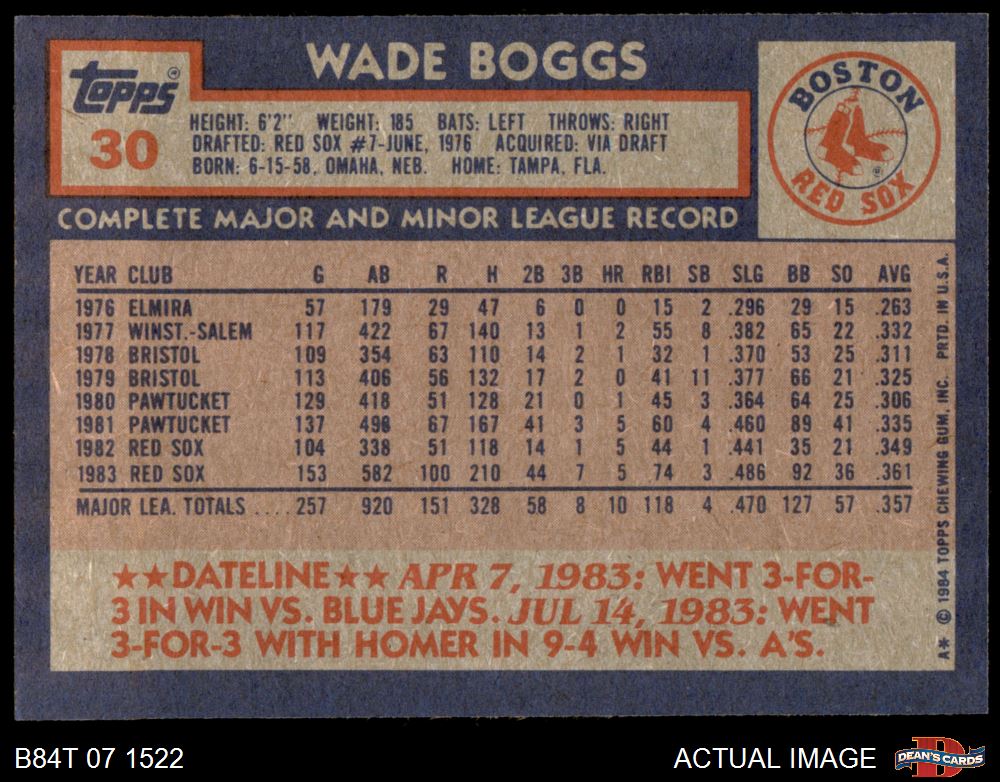 WADE BOGGS
Topps®
30
HEIGHT: 6'2" WEIGHT: 185 BATS: LEFT THROWS: RIGHT
DRAFTED: RED SOX #7-JUNE, 1976 ACQUIRED: VIA DRAFT
BORN: 6-15-58, OMAHA, NEB. HOME: TAMPA, FLA.
BOSTON
RED SOX
®
COMPLETE MAJOR AND MINOR LEAGUE RECORD
YEAR CLUB G AB R H 2B 3B HR RBI SB SLG BB SO AVG
1976 ELMIRA 57 179 29 47 6 0 0 15 2 .296 29 15 .263
1977 WINST.-SALEM 117 422 67 140 13 1 2 55 8 .382 65 22 .332
1978 BRISTOL 109 354 63 110 14 2 1 32 1 .370 53 25 .311
1979 BRISTOL 113 406 56 132 17 2 0 41 11 .377 66 21 .325
1980 PAWTUCKET 129 418 51 128 21 0 1 45 3 .364 64 25 .306
1981 PAWTUCKET 137 498 67 167 41 3 5 60 4 .460 89 41 .335
1982 RED SOX 104 338 51 118 14 1 5 44 1 .441 35 21 .349
1983 RED SOX 153 582 100 210 44 7 5 74 3 .486 92 36 .361
MAJOR LEA. TOTALS .... 257 920 151 328 58 8 10 118 4 .470 127 57 .357
★★DATELINE★★ APR 7, 1983: WENT 3-FOR-
3 IN WIN VS. BLUE JAYS. JUL 14, 1983: WENT
3-FOR-3 WITH HOMER IN 9-4 WIN VS. A'S.
A* © 1984 TOPPS CHEWING GUM, INC. PRTD. IN U.S.A.
B84T 07 1522
ACTUAL IMAGE
D
DEAN'S CARDS